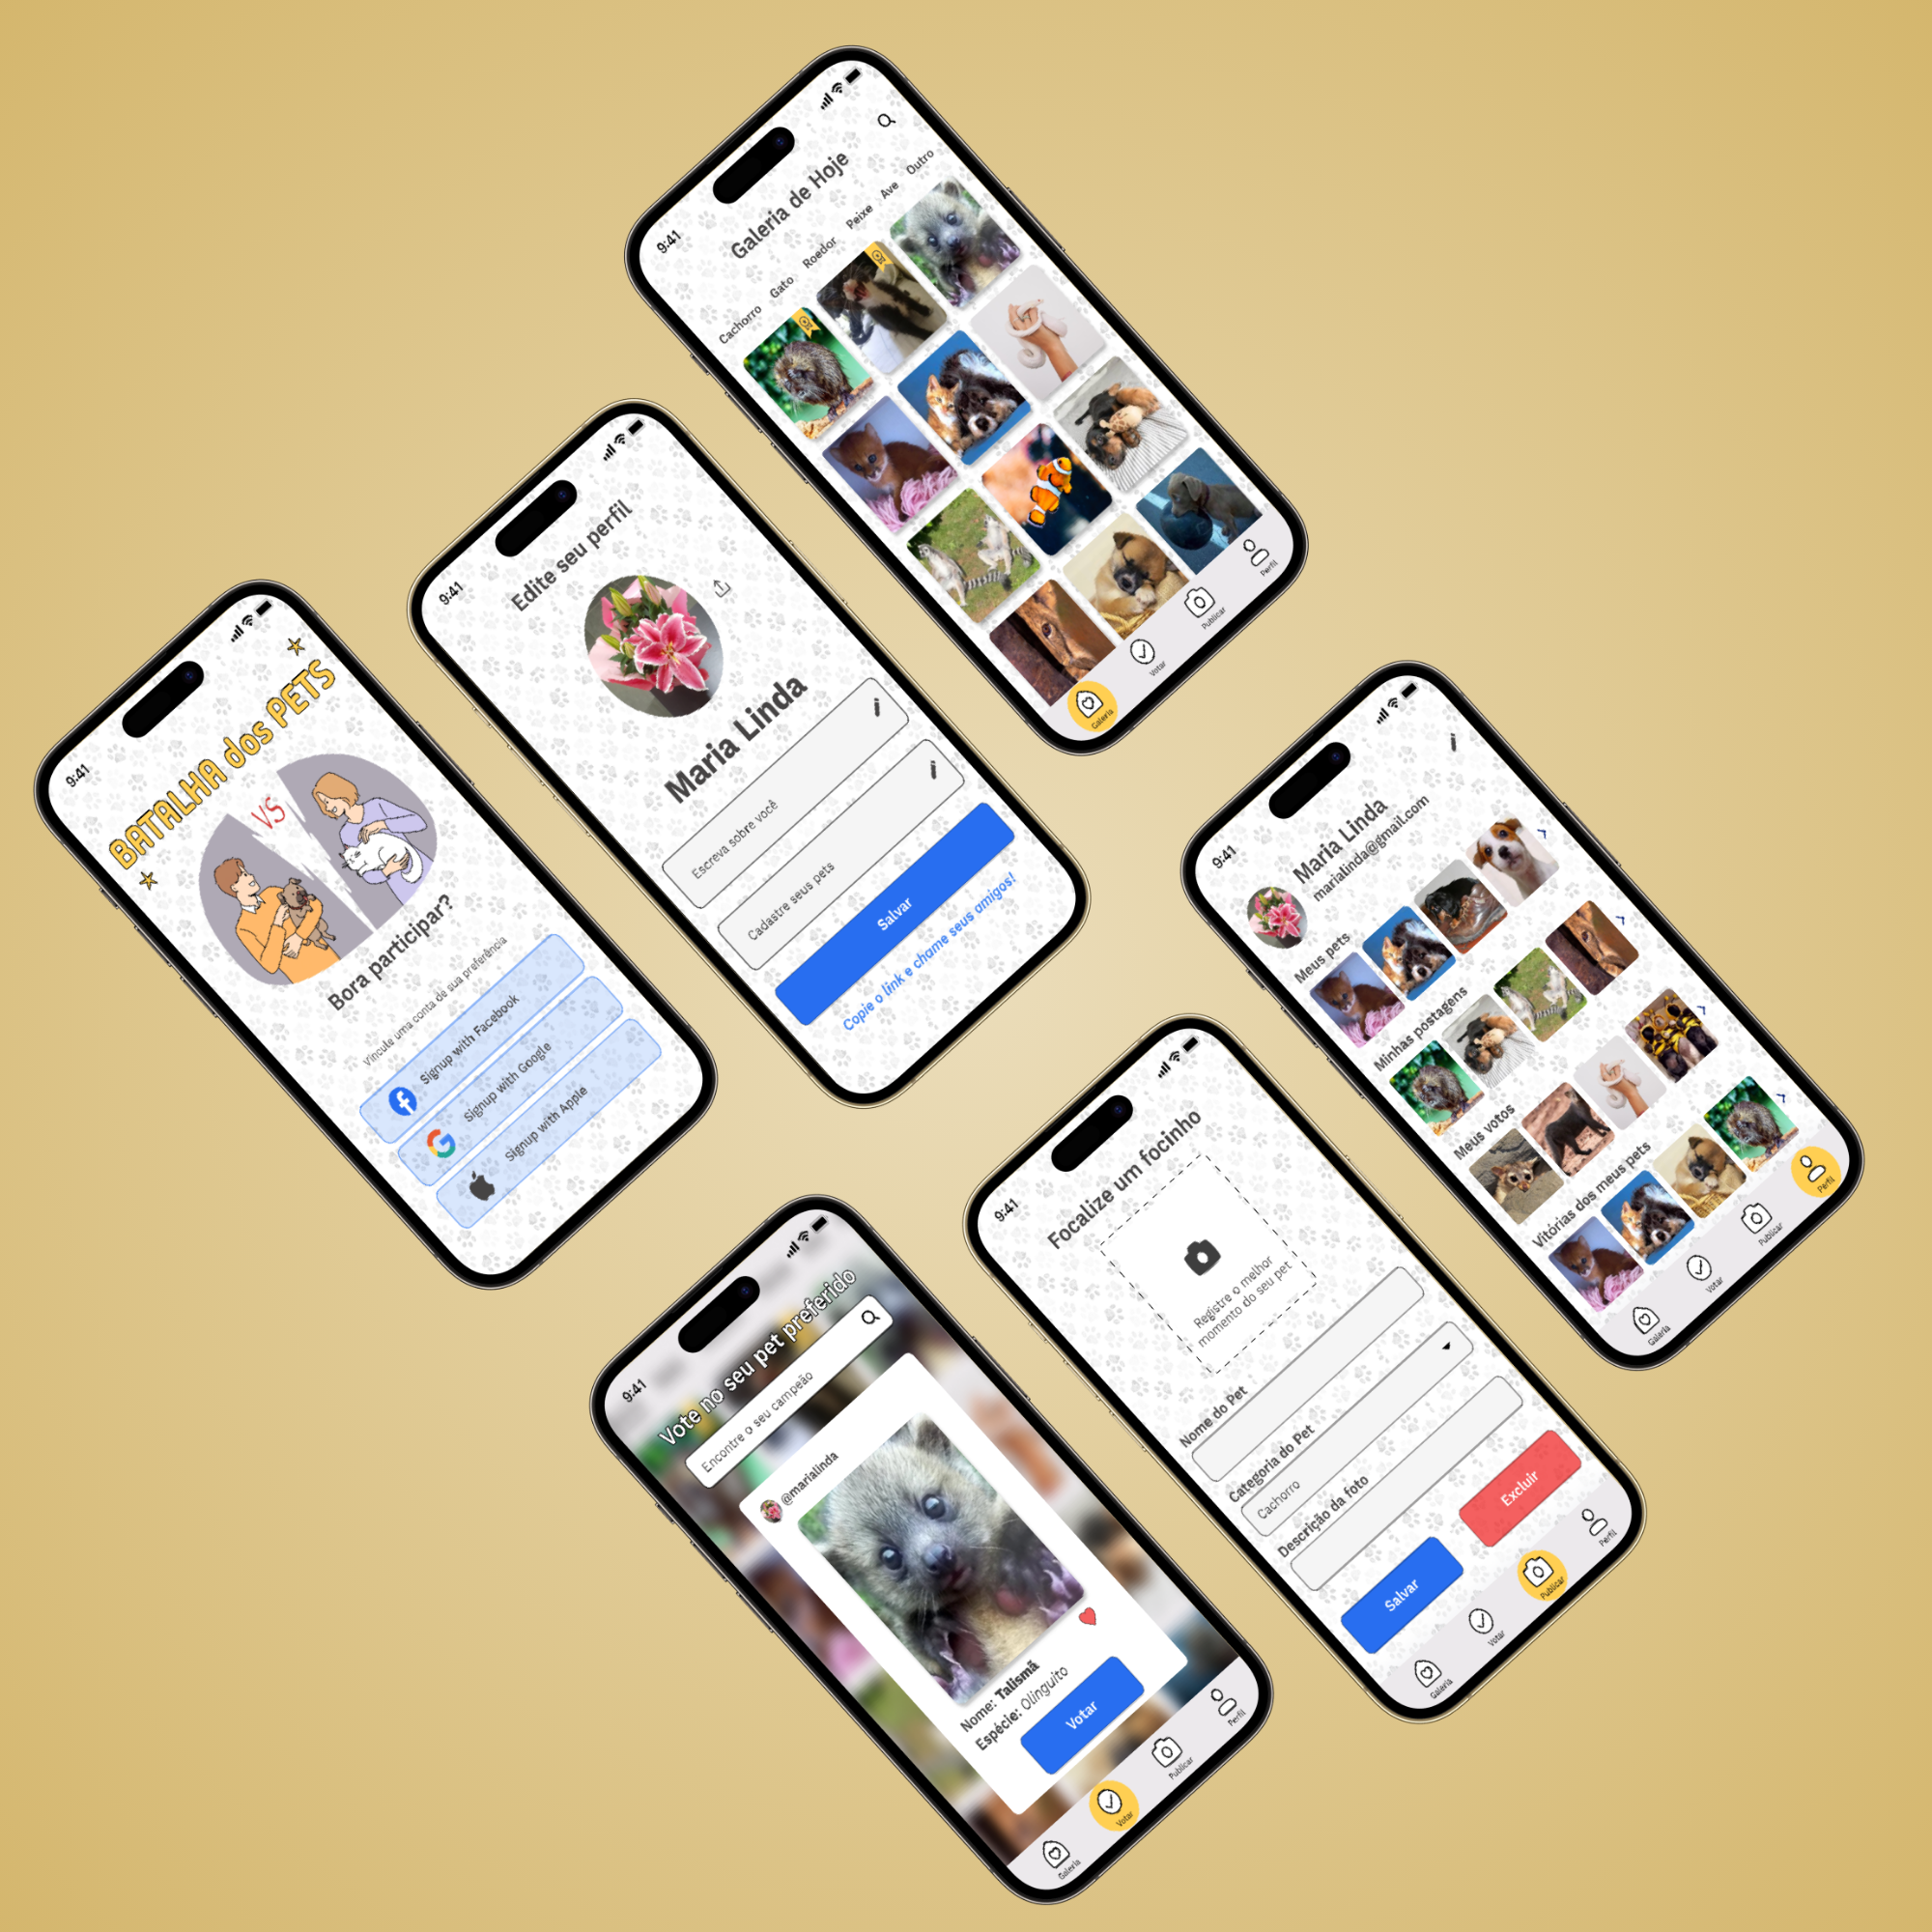 9:41
BATALHA dos PETS
VS
Bora participar?
Vincule uma conta de sua preferência
Signup with Facebook
Signup with Google
Signup with Apple
9:41
Edite seu perfil
Maria Linda
Escreva sobre você
Cadastre seus pets
Salvar
Copie o link e chame seus amigos!
9:41
Galeria de Hoje
Cachorro Gato Roedor Peixe Ave Outro
Galeria Votar Publicar Perfil
9:41
Vote no seu pet preferido
Encontre o seu campeão
@marialinda
Nome: Talismã
Espécie: Olinguito
Votar
Galeria Votar Publicar Perfil
9:41
Focalize um focinho
Registre o melhor
momento do seu pet
Nome do Pet
Categoria do Pet
Cachorro
Descrição da foto
Salvar Excluir
Galeria Votar Publicar Perfil
9:41
Maria Linda
marialinda@gmail.com
Meus pets
Minhas postagens
Meus votos
Vitórias dos meus pets
Galeria Votar Publicar Perfil